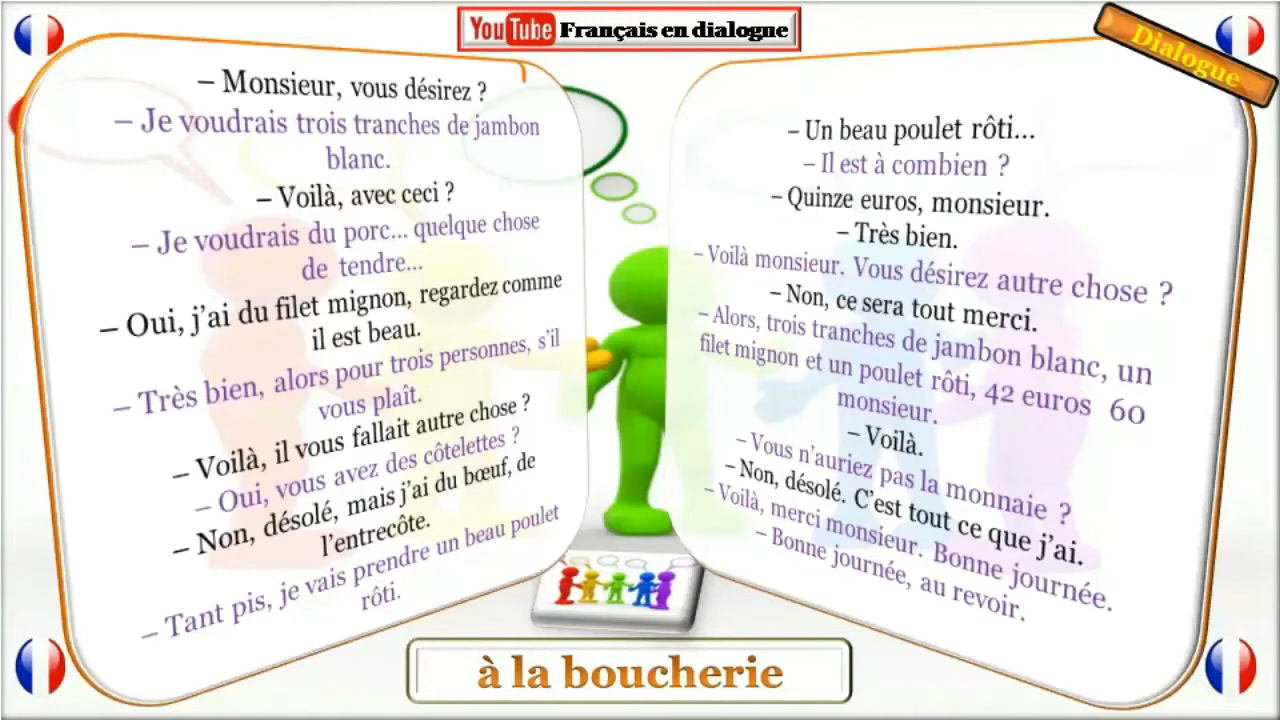 YouTube Français en dialogue
Dialogue
– Monsieur, vous désirez ?
– Je voudrais trois tranches de jambon
blanc.
– Voilà, avec ceci ?
– Je voudrais du porc... quelque chose
de tendre...
– Oui, j’ai du filet mignon, regardez comme
il est beau.
– Très bien, alors pour trois personnes, s’il
vous plaît.
– Voilà, il vous fallait autre chose ?
– Oui, vous avez des côtelettes ?
– Non, désolé, mais j’ai du bœuf, de
l’entrecôte.
– Tant pis, je vais prendre un beau poulet
rôti.
– Un beau poulet rôti...
– Il est à combien ?
– Quinze euros, monsieur.
– Très bien.
– Voilà monsieur. Vous désirez autre chose ?
– Non, ce sera tout merci.
– Alors, trois tranches de jambon blanc, un
filet mignon et un poulet rôti, 42 euros 60
monsieur.
– Voilà.
– Vous n’auriez pas la monnaie ?
– Non, désolé. C’est tout ce que j’ai.
– Voilà, merci monsieur. Bonne journée.
– Bonne journée, au revoir.
à la boucherie